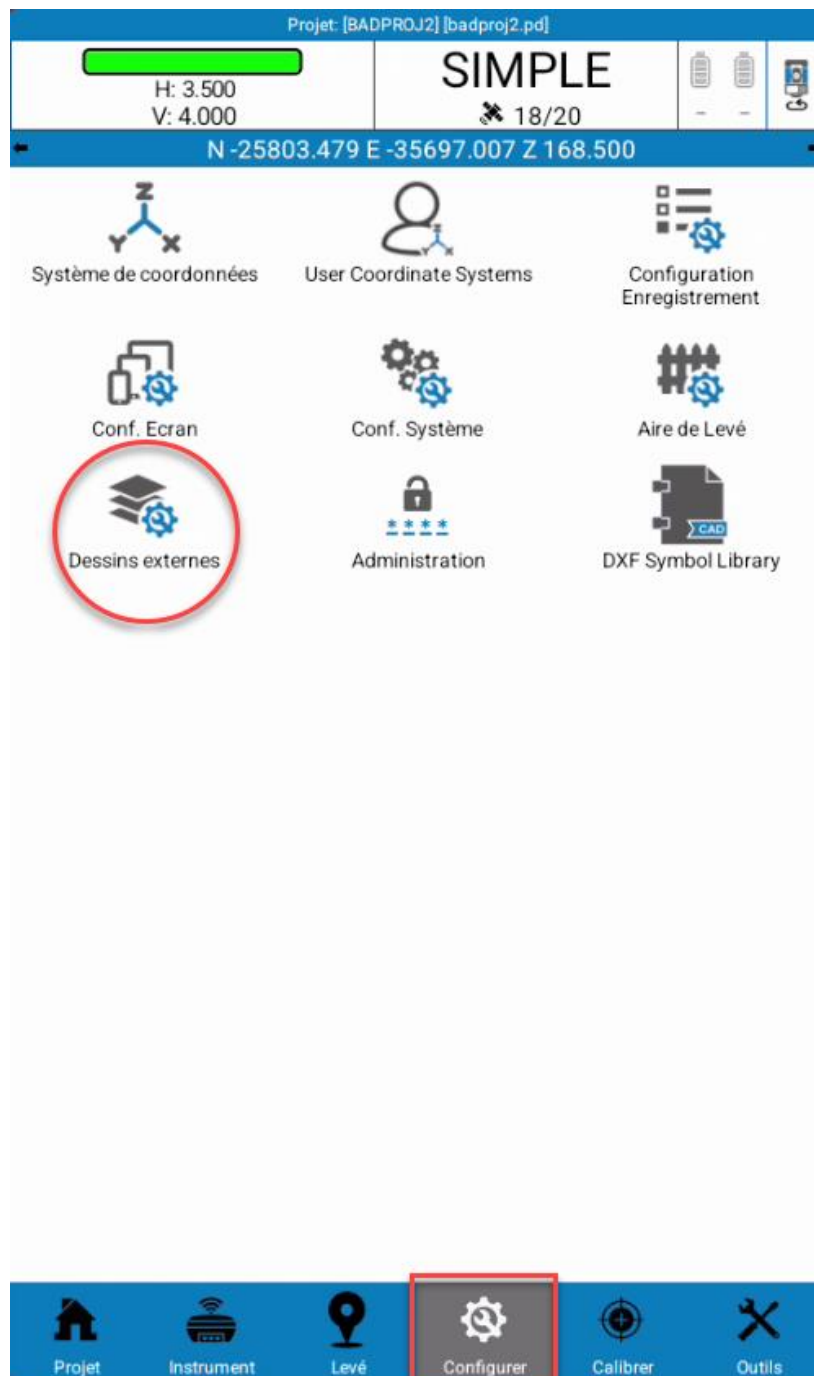 Projet: [BADPROJ2] [badproj2.pd]
H: 3.500
V: 4.000
SIMPLE
18/20
- -
N -25803.479 E -35697.007 Z 168.500
Z
Y X
Système de coordonnées
User Coordinate Systems
Configuration
Enregistrement
Conf. Ecran
Conf. Système
Aire de Levé
Dessins externes
****
Administration
CAD
DXF Symbol Library
Projet
Instrument
Levé
Configurer
Calibrer
Outils